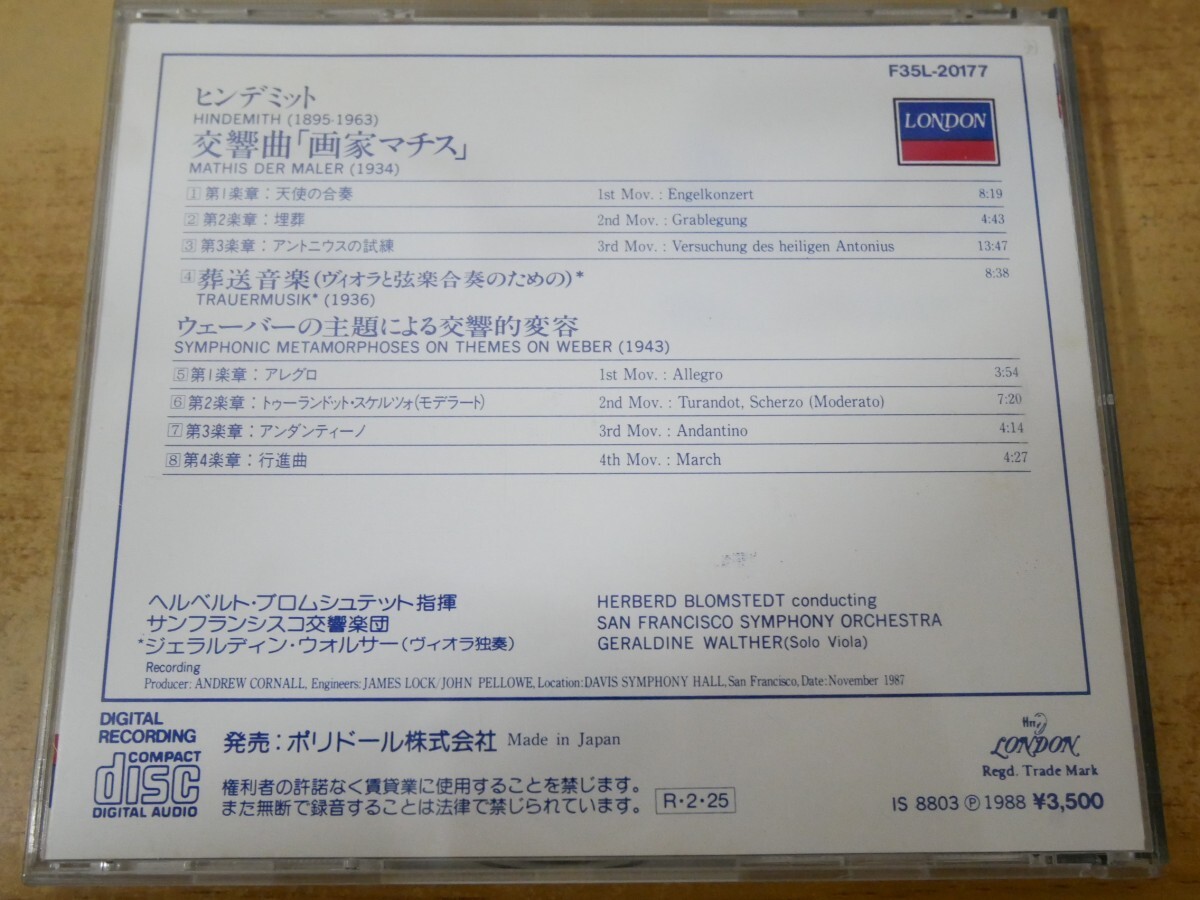 F35L-20177
LONDON
ヒンデミット
HINDEMITH (1895-1963)
交響曲「画家マチス」
MATHIS DER MALER (1934)
1 第1楽章：天使の合奏 1st Mov. : Engelkonzert 8:19
2 第2楽章：埋葬 2nd Mov. : Grablegung 4:43
3 第3楽章：アントニウスの試練 3rd Mov. : Versuchung des heiligen Antonius 13:47
4 葬送音楽(ヴィオラと弦楽合奏のための)* 8:38
TRAUERMUSIK* (1936)
ウェーバーの主題による交響的変容
SYMPHONIC METAMORPHOSES ON THEMES ON WEBER (1943)
5 第1楽章：アレグロ 1st Mov. : Allegro 3:54
6 第2楽章：トゥーランドット・スケルツォ(モデラート) 2nd Mov. : Turandot, Scherzo (Moderato) 7:20
7 第3楽章：アンダンティーノ 3rd Mov. : Andantino 4:14
8 第4楽章：行進曲 4th Mov. : March 4:27
ヘルベルト・ブロムシュテット指揮 HERBERD BLOMSTEDT conducting
サンフランシスコ交響楽団 SAN FRANCISCO SYMPHONY ORCHESTRA
*ジェラルディン・ウォルサー(ヴィオラ独奏) GERALDINE WALTHER(Solo Viola)
Recording
Producer: ANDREW CORNALL, Engineers: JAMES LOCK/JOHN PELLOWE, Location: DAVIS SYMPHONY HALL, San Francisco, Date: November 1987
DIGITAL RECORDING
COMPACT disc DIGITAL AUDIO
発売：ポリドール株式会社 Made in Japan
権利者の許諾なく賃貸業に使用することを禁じます。
また無断で録音することは法律で禁じられています。
R・2・25
LONDON
Regd. Trade Mark
IS 8803 Ⓟ 1988 ¥3,500